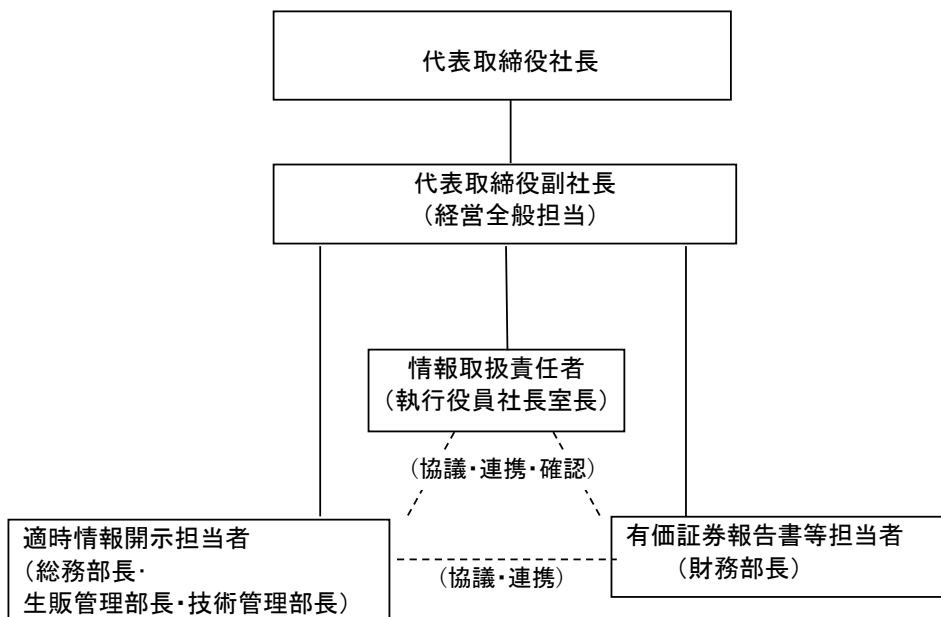 代表取締役社長
代表取締役副社長
（経営全般担当）
情報取扱責任者
（執行役員社長室長）
（協議・連携・確認）
適時情報開示担当者
（総務部長・
生販管理部長・技術管理部長）
（協議・連携）
有価証券報告書等担当者
（財務部長）